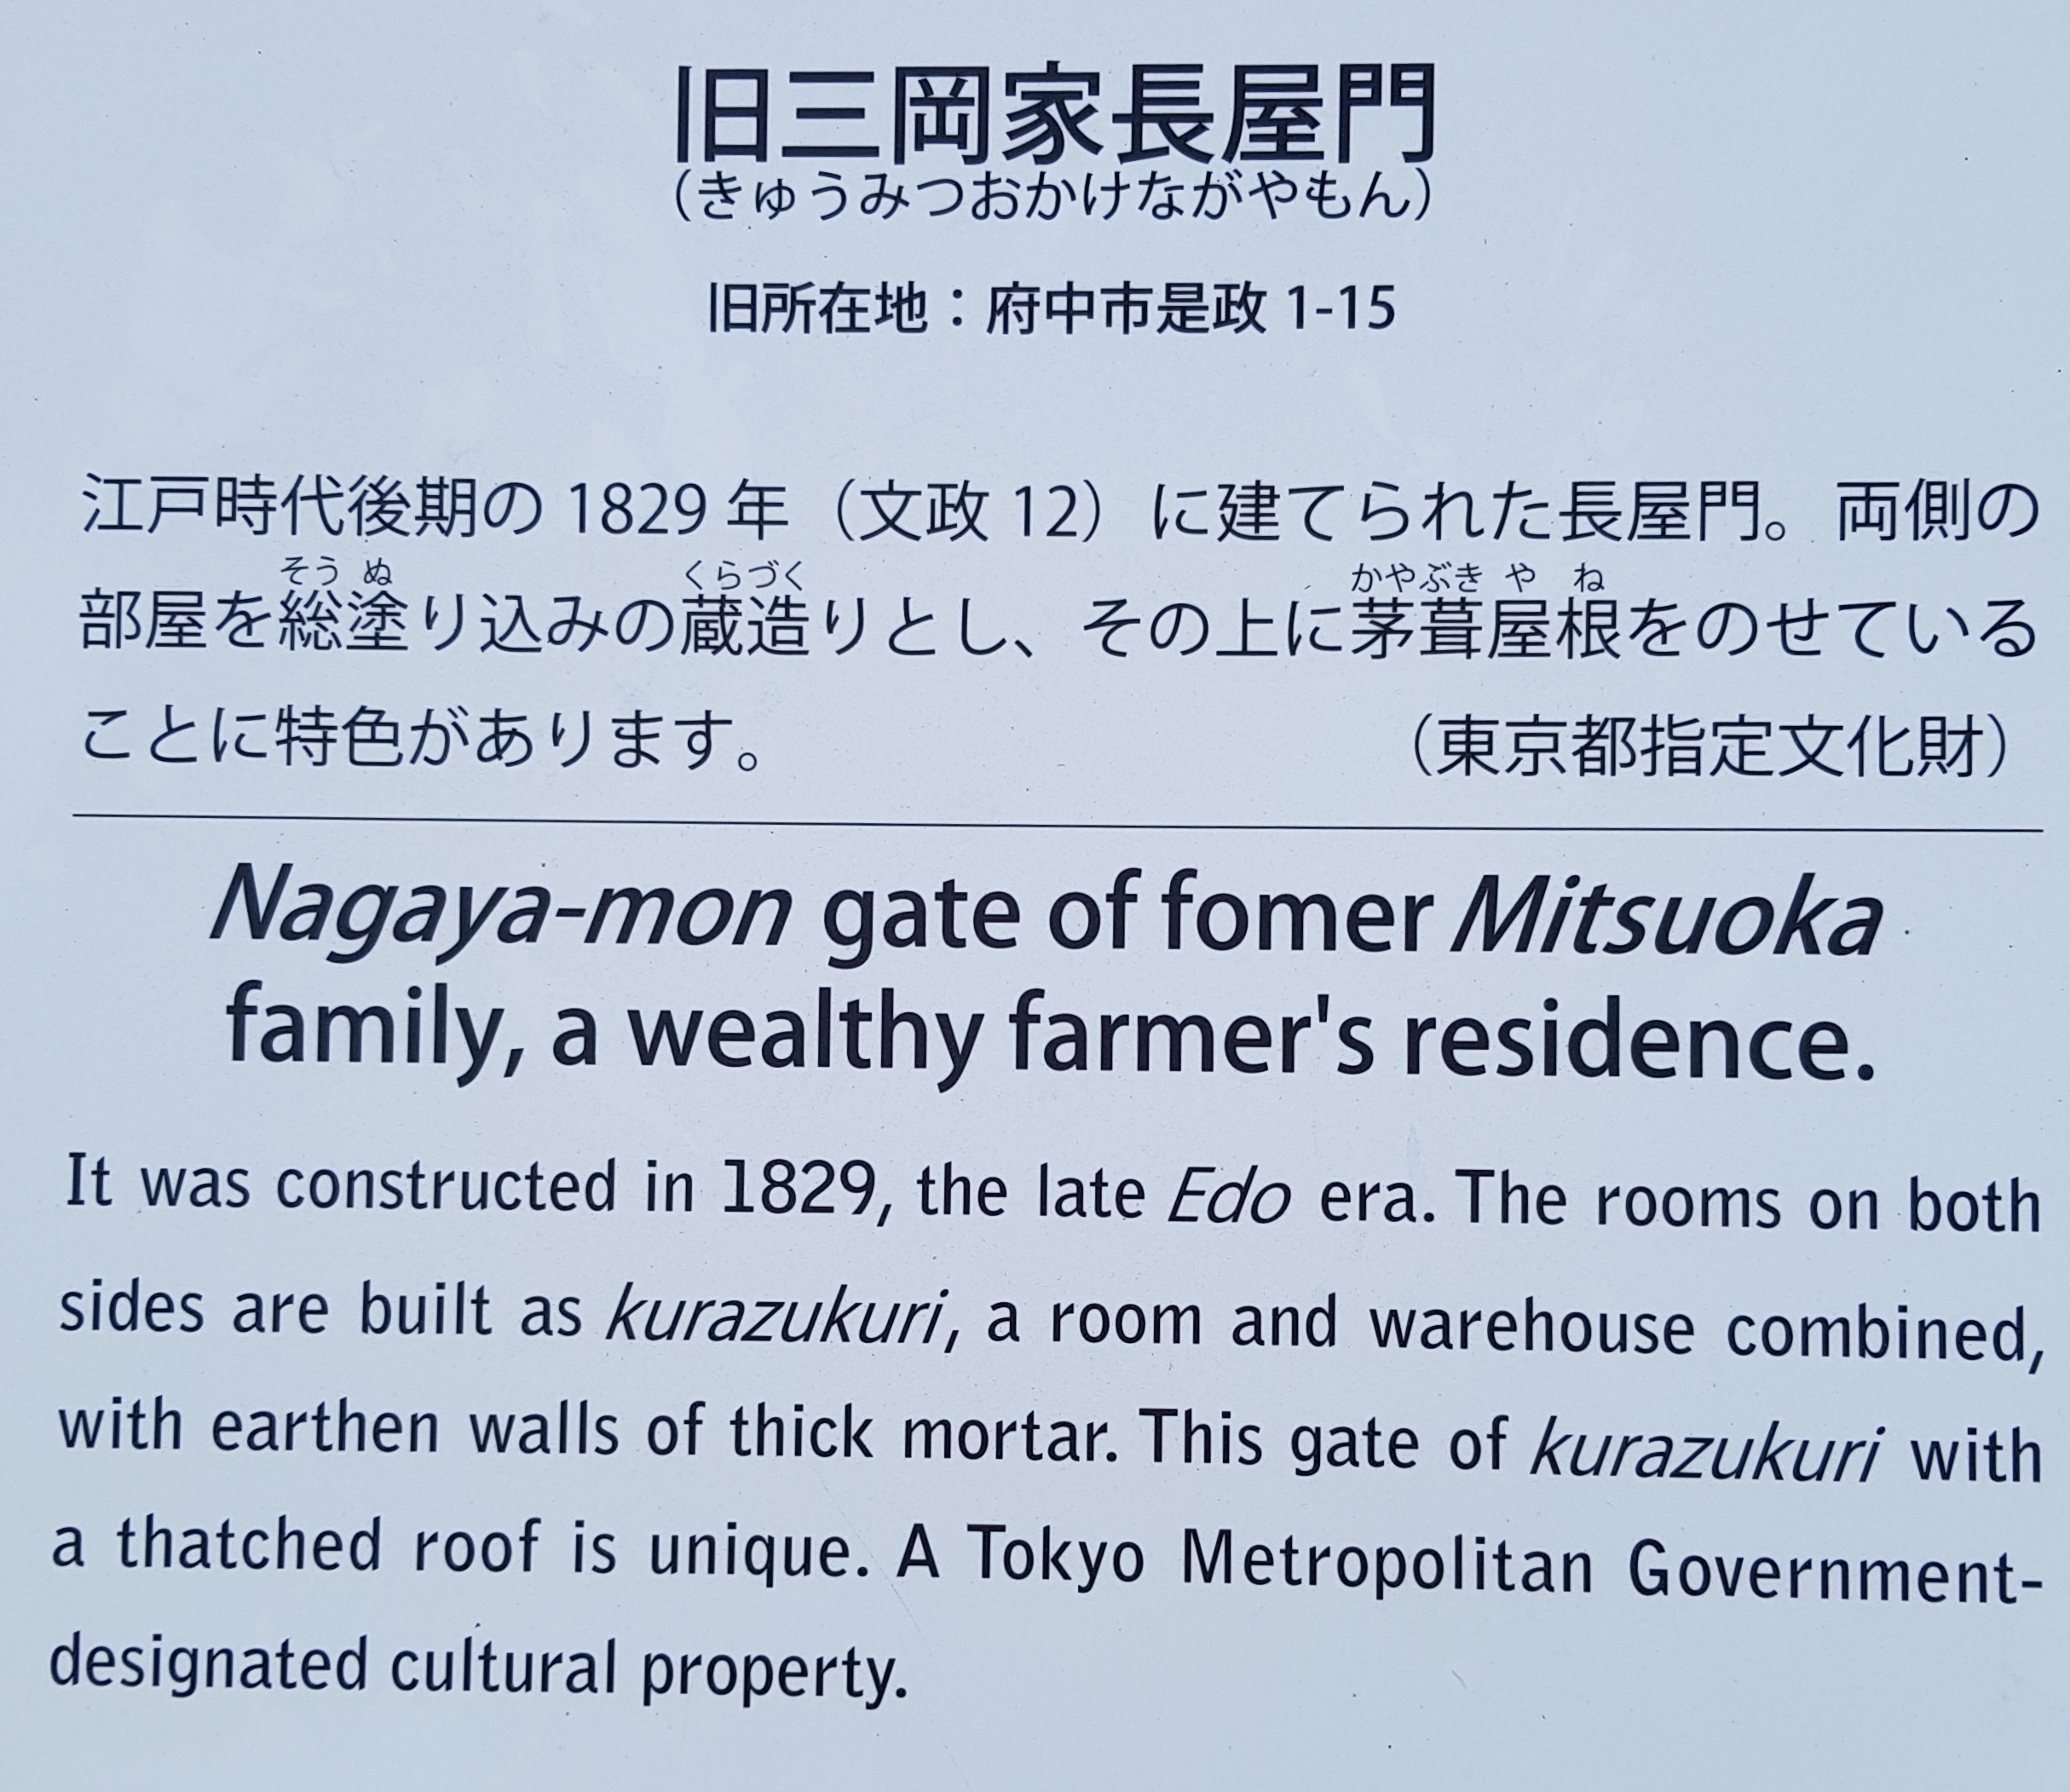 旧三岡家長屋門
（きゅうみつおかけながやもん）
旧所在地：府中市是政 1-15
江戸時代後期の 1829 年（文政 12）に建てられた長屋門。両側の
そう ぬ くらづく かやぶき や ね
部屋を総塗り込みの蔵造りとし、その上に茅葺屋根をのせている
ことに特色があります。 （東京都指定文化財）
Nagaya-mon gate of fomer Mitsuoka
family, a wealthy farmer's residence.
It was constructed in 1829, the late Edo era. The rooms on both
sides are built as kurazukuri, a room and warehouse combined,
with earthen walls of thick mortar. This gate of kurazukuri with
a thatched roof is unique. A Tokyo Metropolitan Government-
designated cultural property.